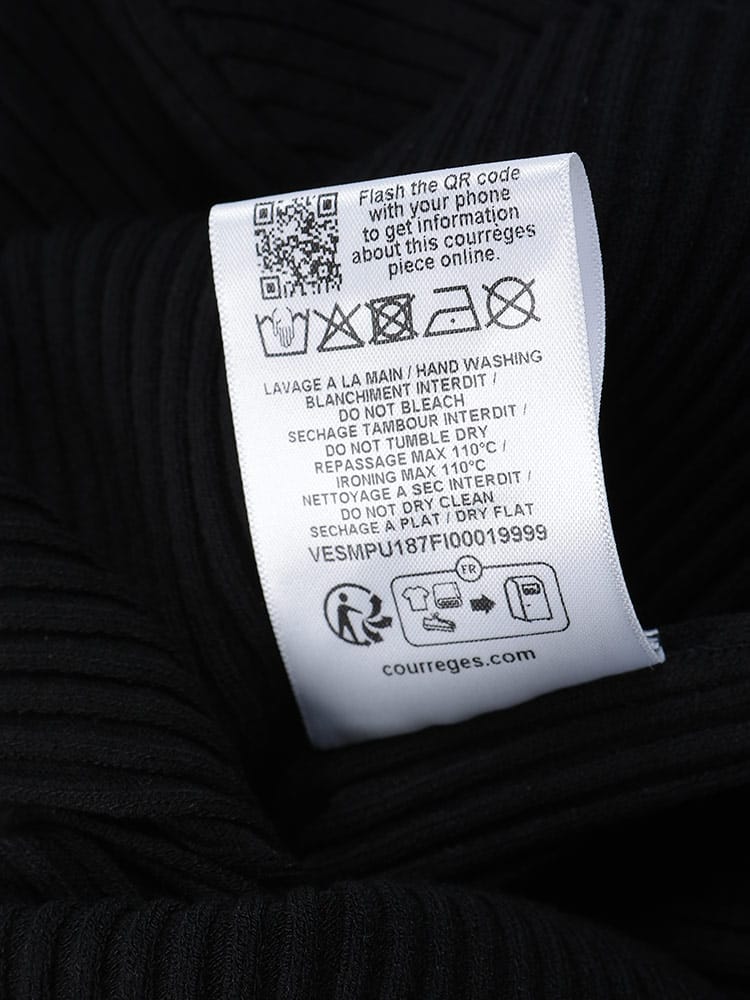 Flash the QR code
with your phone
to get information
about this courrèges
piece online.
LAVAGE A LA MAIN / HAND WASHING
BLANCHIMENT INTERDIT /
DO NOT BLEACH
SECHAGE TAMBOUR INTERDIT /
DO NOT TUMBLE DRY
REPASSAGE MAX 110°C /
IRONING MAX 110°C
NETTOYAGE A SEC INTERDIT /
DO NOT DRY CLEAN
SECHAGE A PLAT / DRY FLAT
VESMPU187FI00019999
FR
courreges.com